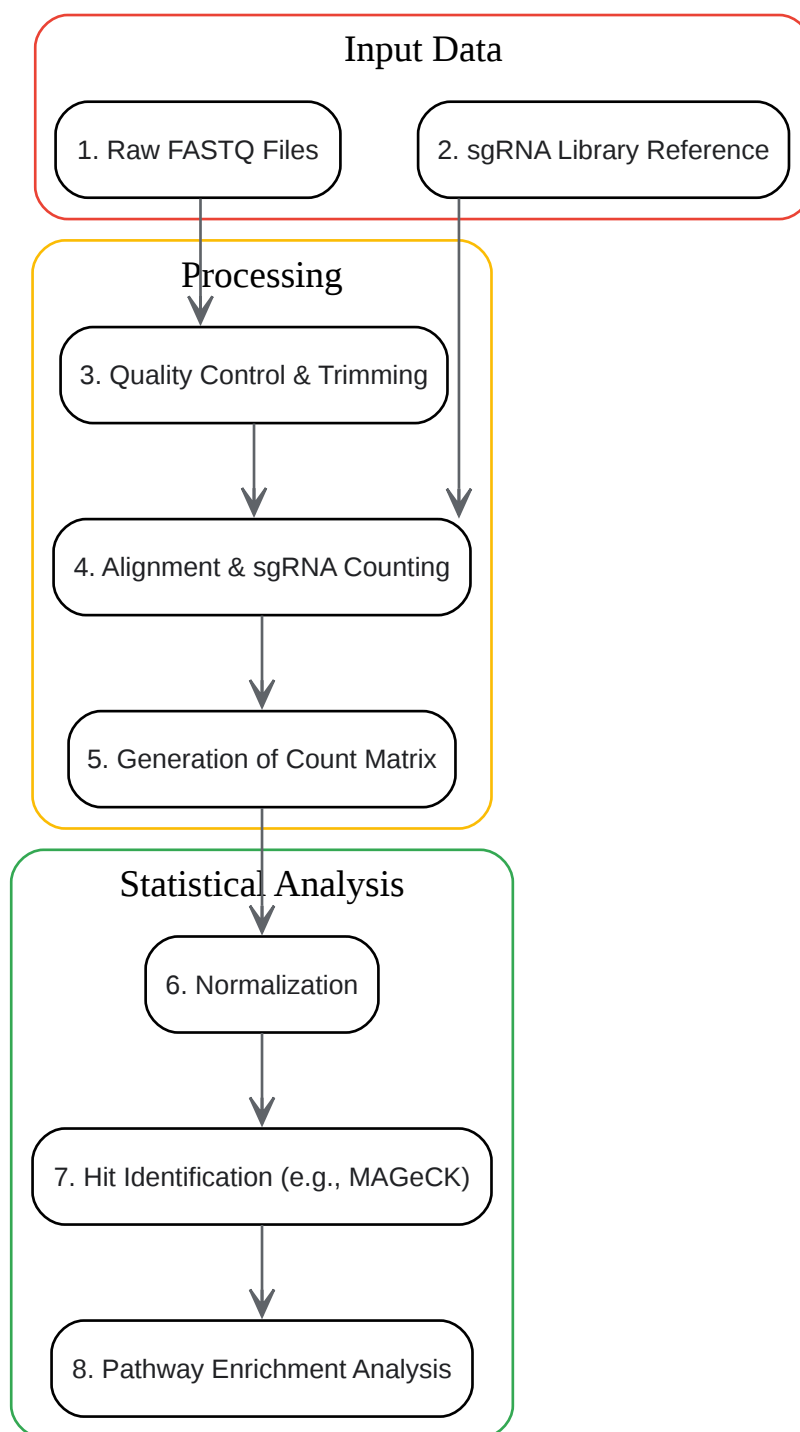 Input Data
1. Raw FASTQ Files
2. sgRNA Library Reference
Processing
3. Quality Control & Trimming
4. Alignment & sgRNA Counting
5. Generation of Count Matrix
Statistical Analysis
6. Normalization
7. Hit Identification (e.g., MAGeCK)
8. Pathway Enrichment Analysis